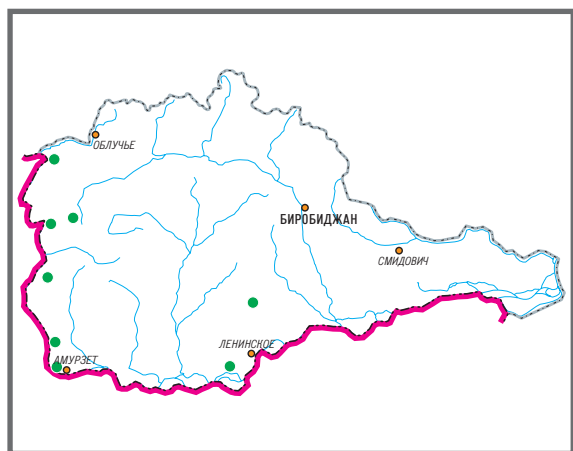 ОБЛУЧЬЕ
БИРОБИДЖАН
СМИДОВИЧ
ЛЕНИНСКОЕ
АМУРЗЕТ